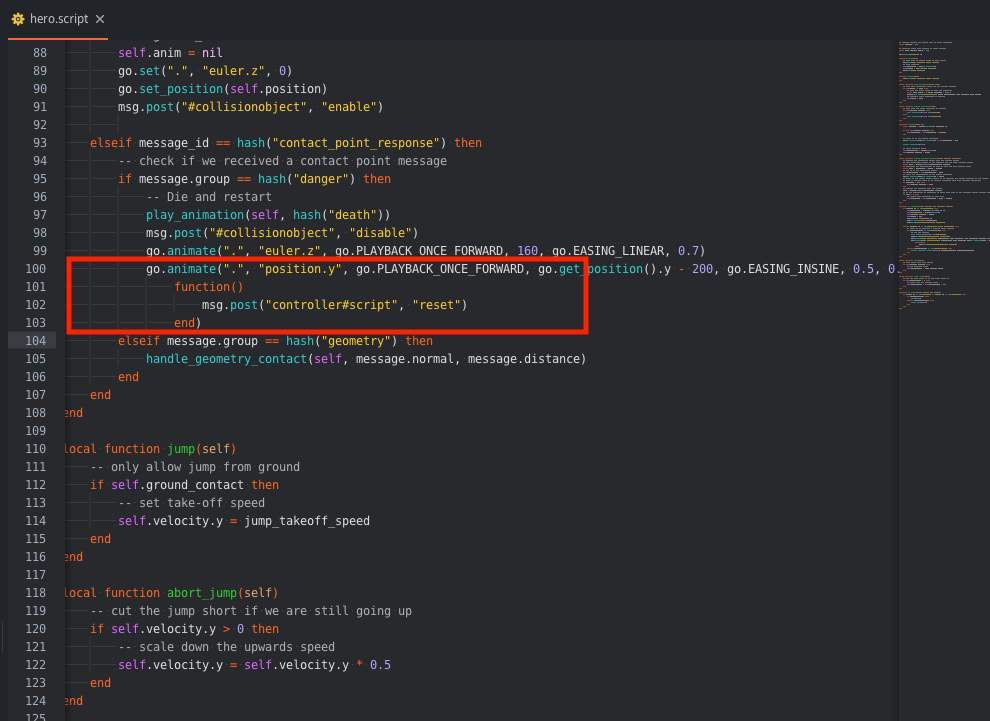 hero.script ×
88 self.anim = nil
89 go.set(".", "euler.z", 0)
90 go.set_position(self.position)
91 msg.post("#collisionobject", "enable")
92
93 elseif message_id == hash("contact_point_response") then
94 -- check if we received a contact point message
95 if message.group == hash("danger") then
96 -- Die and restart
97 play_animation(self, hash("death"))
98 msg.post("#collisionobject", "disable")
99 go.animate(".", "euler.z", go.PLAYBACK_ONCE_FORWARD, 160, go.EASING_LINEAR, 0.7)
100 go.animate(".", "position.y", go.PLAYBACK_ONCE_FORWARD, go.get_position().y - 200, go.EASING_INSINE, 0.5, 0.
101 function()
102 msg.post("controller#script", "reset")
103 end)
104 elseif message.group == hash("geometry") then
105 handle_geometry_contact(self, message.normal, message.distance)
106 end
107 end
108 end
109
110 local function jump(self)
111 -- only allow jump from ground
112 if self.ground_contact then
113 -- set take-off speed
114 self.velocity.y = jump_takeoff_speed
115 end
116 end
117
118 local function abort_jump(self)
119 -- cut the jump short if we are still going up
120 if self.velocity.y > 0 then
121 -- scale down the upwards speed
122 self.velocity.y = self.velocity.y * 0.5
123 end
124 end
125